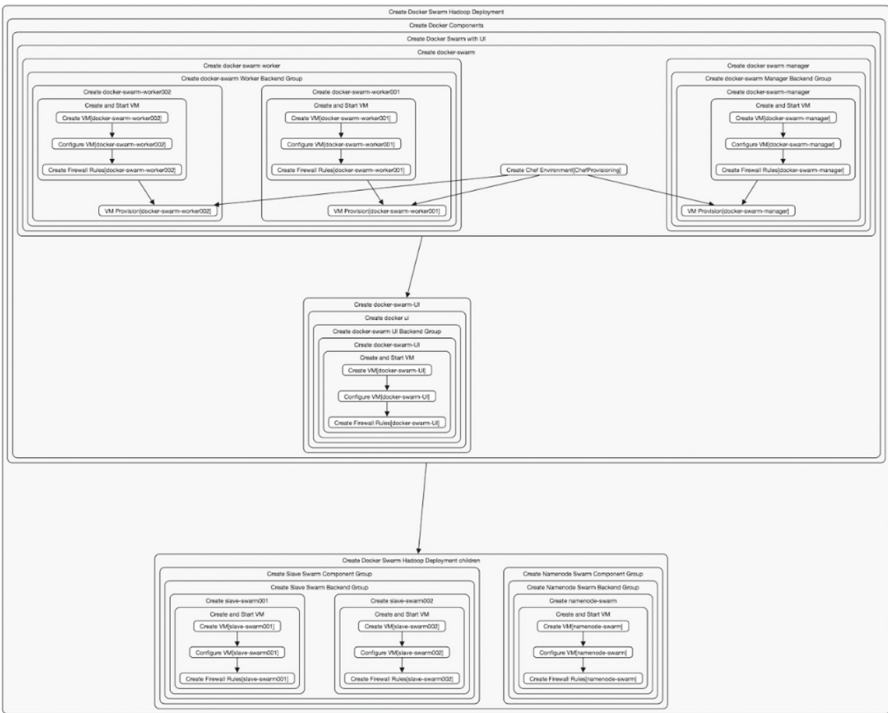 Create Docker Swarm Hadoop Deployment
Create Docker Components
Create Docker Swarm with UI
Create docker-swarm
Create docker swarm worker
Create docker-swarm Worker Backend Group
Create docker-swarm-worker002
Create and Start VM
Create VM[docker-swarm-worker002]
Configure VM[docker-swarm-worker002]
Create Firewall Rules[docker-swarm-worker002]
VM Provision[docker-swarm-worker002]
Create docker-swarm-worker001
Create and Start VM
Create VM[docker-swarm-worker001]
Configure VM[docker-swarm-worker001]
Create Firewall Rules[docker-swarm-worker001]
VM Provision[docker-swarm-worker001]
Create Chef Environment[ChefProvisioning]
Create docker swarm manager
Create docker-swarm Manager Backend Group
Create docker-swarm-manager
Create and Start VM
Create VM[docker-swarm-manager]
Configure VM[docker-swarm-manager]
Create Firewall Rules[docker-swarm-manager]
VM Provision[docker-swarm-manager]
Create docker-swarm-UI
Create docker ui
Create docker-swarm UI Backend Group
Create docker-swarm-UI
Create and Start VM
Create VM[docker-swarm-UI]
Configure VM[docker-swarm-UI]
Create Firewall Rules[docker-swarm-UI]
Create Docker Swarm Hadoop Deployment children
Create Slave Swarm Component Group
Create Slave Swarm Backend Group
Create slave-swarm001
Create and Start VM
Create VM[slave-swarm001]
Configure VM[slave-swarm001]
Create Firewall Rules[slave-swarm001]
Create slave-swarm002
Create and Start VM
Create VM[slave-swarm002]
Configure VM[slave-swarm002]
Create Firewall Rules[slave-swarm002]
Create Namenode Swarm Component Group
Create Namenode Swarm Backend Group
Create namenode-swarm
Create and Start VM
Create VM[namenode-swarm]
Configure VM[namenode-swarm]
Create Firewall Rules[namenode-swarm]